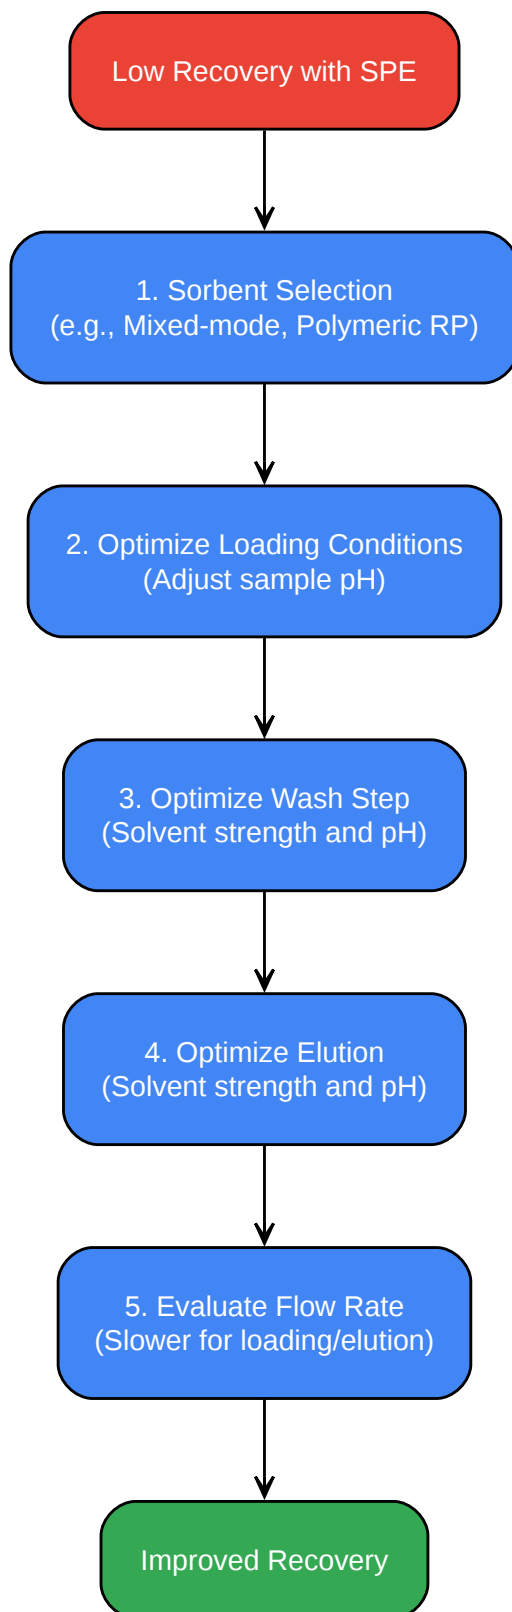 Low Recovery with SPE
1. Sorbent Selection
(e.g., Mixed-mode, Polymeric RP)
2. Optimize Loading Conditions
(Adjust sample pH)
3. Optimize Wash Step
(Solvent strength and pH)
4. Optimize Elution
(Solvent strength and pH)
5. Evaluate Flow Rate
(Slower for loading/elution)
Improved Recovery